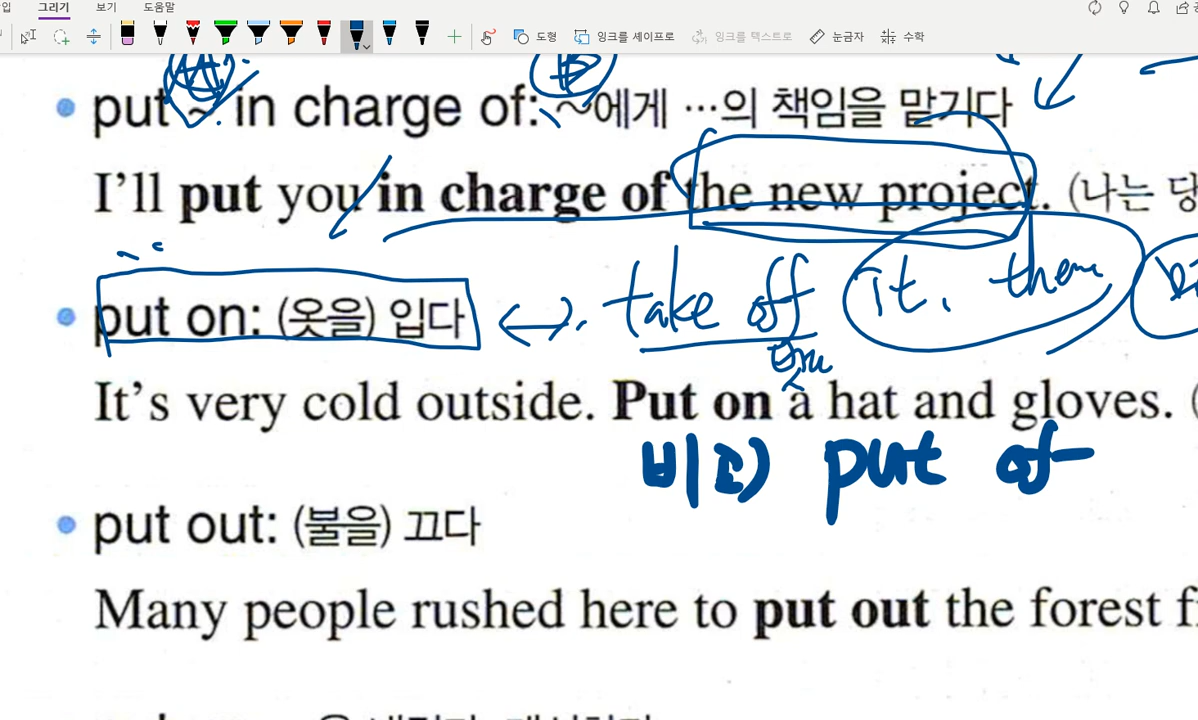 그리기 보기 도움말
도형 잉크를 셰이프로 잉크를 텍스트로 눈금자 수학
A B
put ~ in charge of: ~에게 …의 책임을 맡기다
I'll put you in charge of the new project. (나는 당
put on: (옷을) 입다 ↔ take off it, them
It's very cold outside. Put on a hat and gloves. (
비교) put of
put out: (불을) 끄다
Many people rushed here to put out the forest